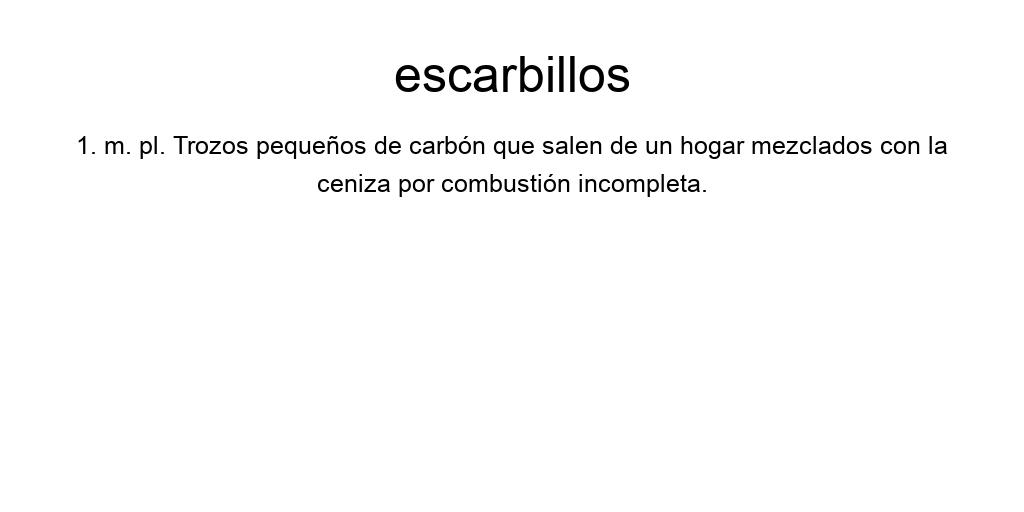 escarbillos
1. m. pl. Trozos pequeños de carbón que salen de un hogar mezclados con la
ceniza por combustión incompleta.